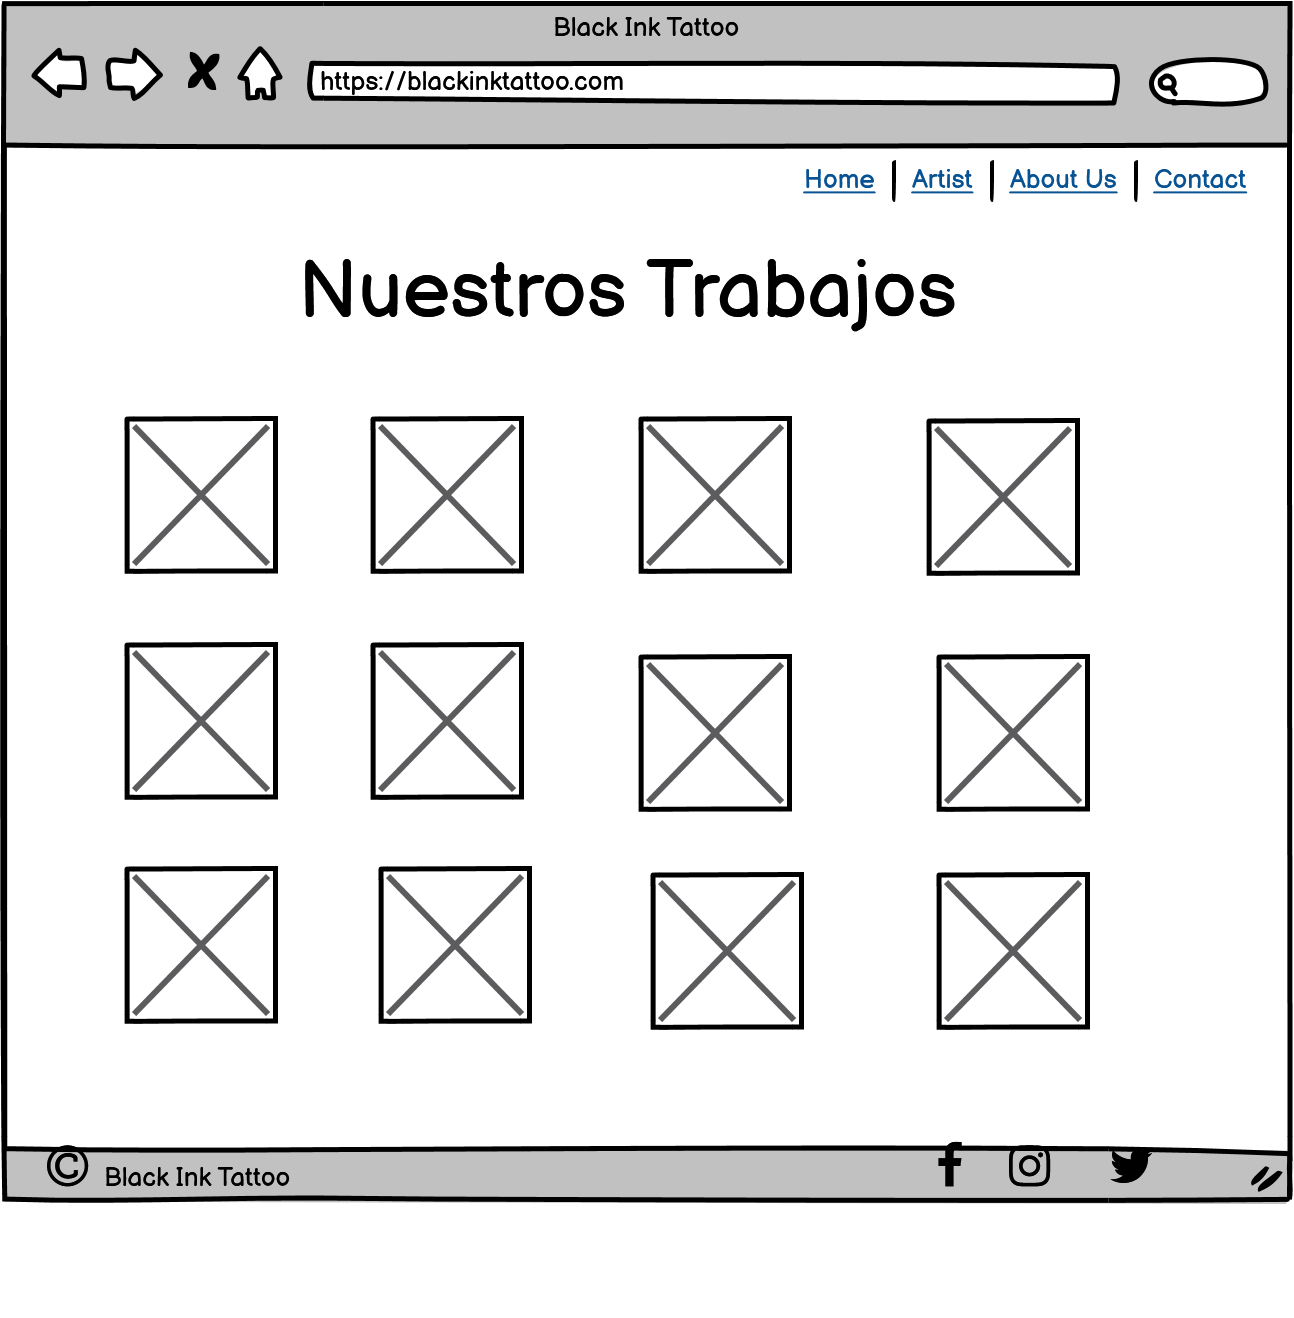 Black Ink Tattoo
https://blackinktattoo.com
Home | Artist | About Us | Contact
Nuestros Trabajos
© Black Ink Tattoo